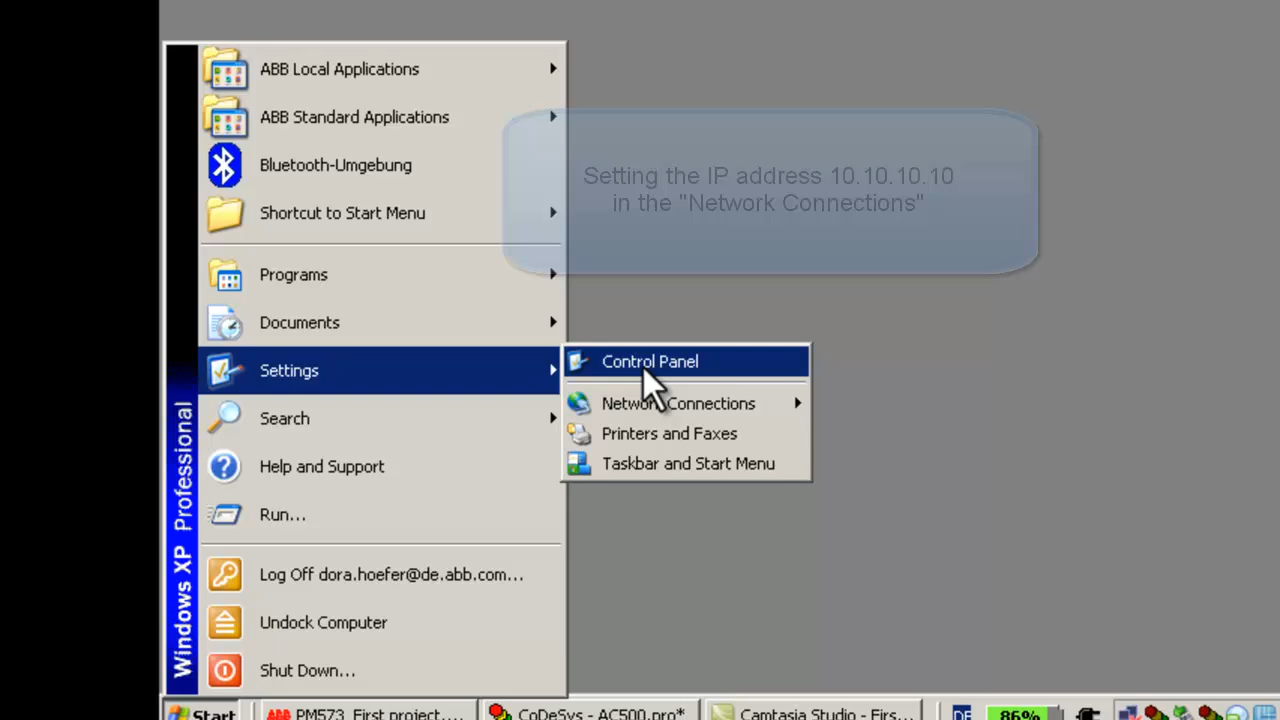 ABB Local Applications
ABB Standard Applications
Bluetooth-Umgebung
Shortcut to Start Menu
Setting the IP address 10.10.10.10
in the "Network Connections"
Programs
Documents
Settings
Control Panel
Network Connections
Printers and Faxes
Taskbar and Start Menu
Search
Help and Support
Run...
Log Off dora.hoefer@de.abb.com...
Undock Computer
Shut Down...
Windows XP Professional
Start
ABB PM573_First project....
CoDeSys - AC500.pro*
Camtasia Studio - Firs...
DE
86%